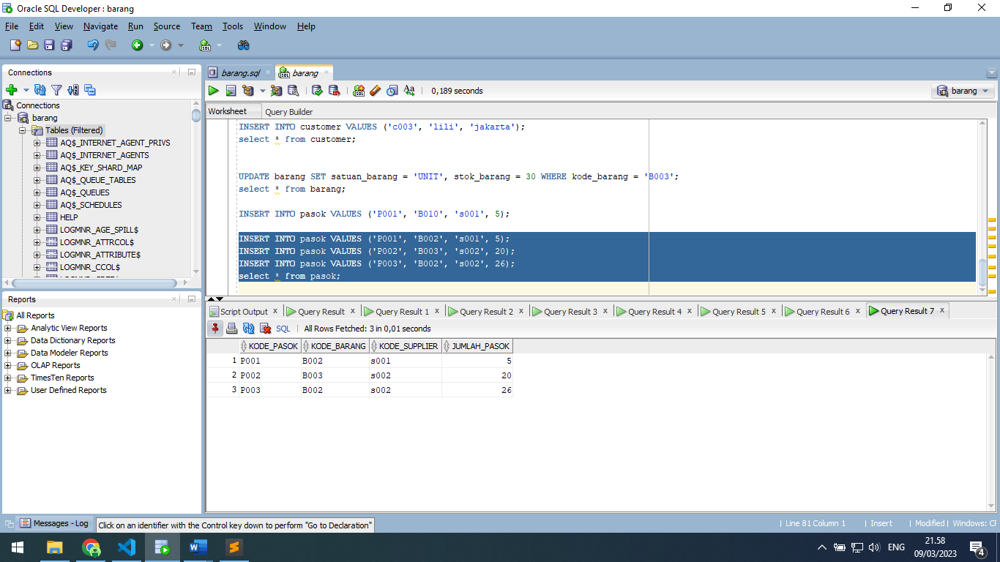 Oracle SQL Developer : barang
File Edit View Navigate Run Source Team Tools Window Help
Connections
Connections
barang
Tables (Filtered)
AQ$_INTERNET_AGENT_PRIVS
AQ$_INTERNET_AGENTS
AQ$_KEY_SHARD_MAP
AQ$_QUEUE_TABLES
AQ$_QUEUES
AQ$_SCHEDULES
HELP
LOGMNR_AGE_SPILL$
LOGMNR_ATTRCOL$
LOGMNR_ATTRIBUTE$
LOGMNR_CCOL$
Reports
All Reports
Analytic View Reports
Data Dictionary Reports
Data Modeler Reports
OLAP Reports
TimesTen Reports
User Defined Reports
barang.sql barang
0,189 seconds
barang
Worksheet Query Builder
INSERT INTO customer VALUES ('c003', 'lili', 'jakarta');
select * from customer;
UPDATE barang SET satuan_barang = 'UNIT', stok_barang = 30 WHERE kode_barang = 'B003';
select * from barang;
INSERT INTO pasok VALUES ('P001', 'B010', 's001', 5);
INSERT INTO pasok VALUES ('P001', 'B002', 's001', 5);
INSERT INTO pasok VALUES ('P002', 'B003', 's002', 20);
INSERT INTO pasok VALUES ('P003', 'B002', 's002', 26);
select * from pasok;
Script Output Query Result Query Result 1 Query Result 2 Query Result 3 Query Result 4 Query Result 5 Query Result 6 Query Result 7
SQL All Rows Fetched: 3 in 0,01 seconds
KODE_PASOK KODE_BARANG KODE_SUPPLIER JUMLAH_PASOK
1 P001 B002 s001 5
2 P002 B003 s002 20
3 P003 B002 s002 26
Messages - Log Click on an identifier with the Control key down to perform "Go to Declaration" Line 81 Column 1 Insert Modified Windows: CF
ENG
21.58
09/03/2023
4